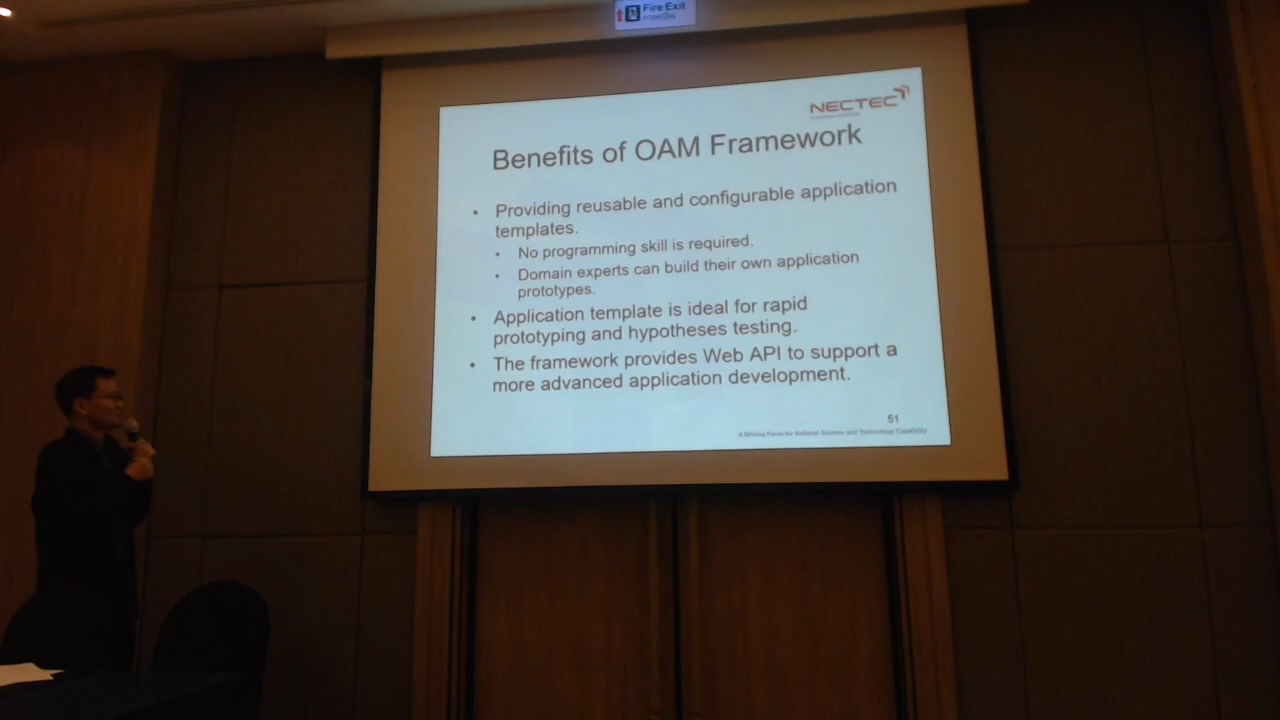 Fire Exit
NECTEC
Benefits of OAM Framework
• Providing reusable and configurable application
templates.
• No programming skill is required.
• Domain experts can build their own application
prototypes.
• Application template is ideal for rapid
prototyping and hypotheses testing.
• The framework provides Web API to support a
more advanced application development.
51
A Driving Force for National Science and Technology Capability